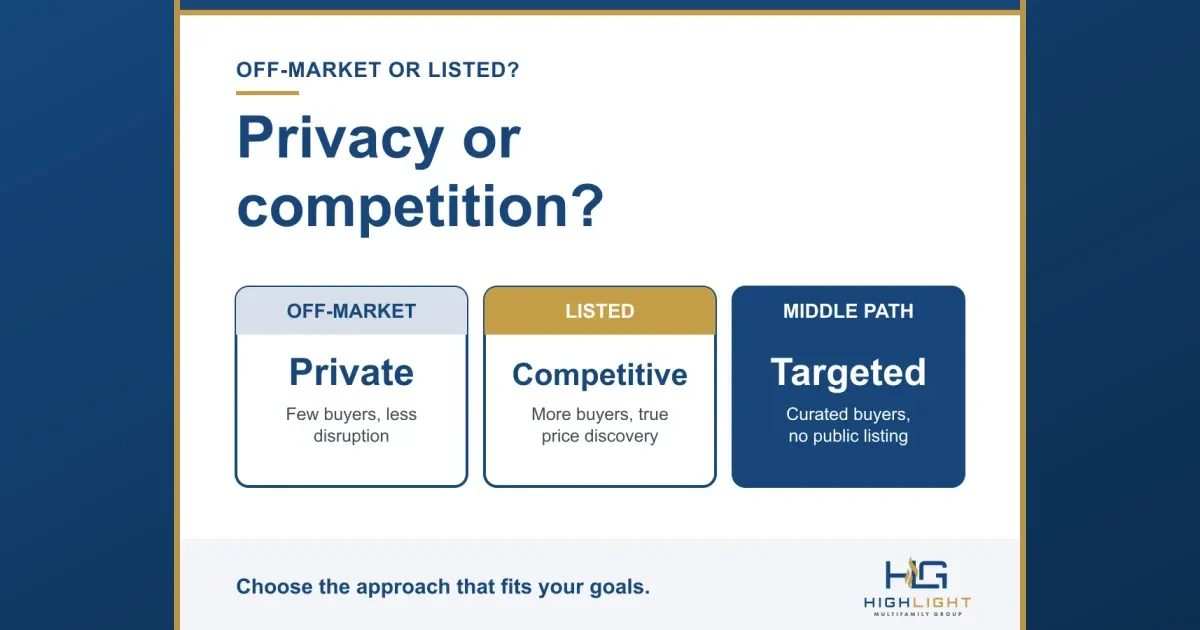 OFF-MARKET OR LISTED?
Privacy or
competition?
OFF-MARKET
Private
Few buyers, less
disruption
LISTED
Competitive
More buyers, true
price discovery
MIDDLE PATH
Targeted
Curated buyers,
no public listing
Choose the approach that fits your goals.
HG
HIGHLIGHT
MULTIFAMILY GROUP